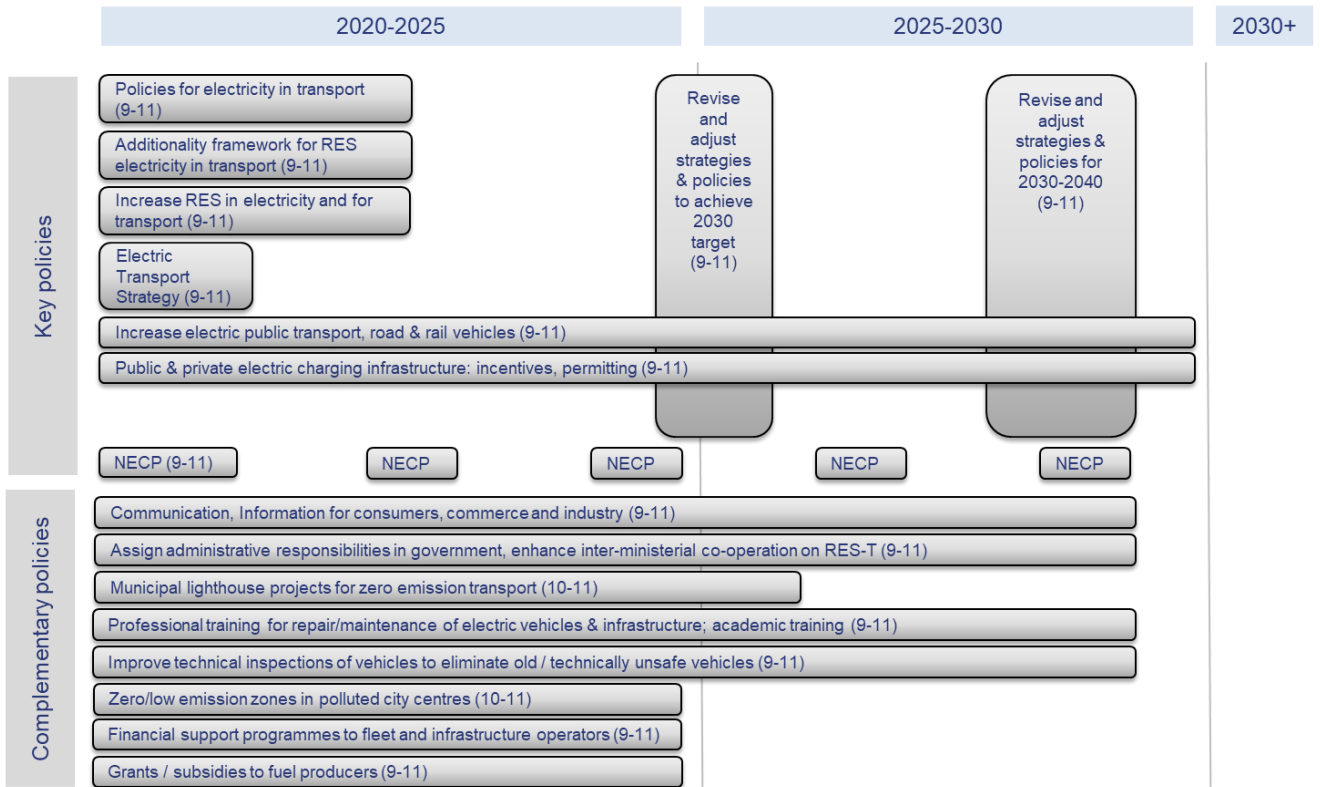 2020-2025
2025-2030
2030+
Key policies
Policies for electricity in transport
(9-11)
Additionality framework for RES
electricity in transport (9-11)
Increase RES in electricity and for
transport (9-11)
Electric
Transport
Strategy (9-11)
Increase electric public transport, road & rail vehicles (9-11)
Public & private electric charging infrastructure: incentives, permitting (9-11)
Revise
and
adjust
strategies
& policies
to achieve
2030
target
(9-11)
Revise and
adjust
strategies &
policies for
2030-2040
(9-11)
NECP (9-11)
NECP
NECP
NECP
NECP
Complementary policies
Communication, Information for consumers, commerce and industry (9-11)
Assign administrative responsibilities in government, enhance inter-ministerial co-operation on RES-T (9-11)
Municipal lighthouse projects for zero emission transport (10-11)
Professional training for repair/maintenance of electric vehicles & infrastructure; academic training (9-11)
Improve technical inspections of vehicles to eliminate old / technically unsafe vehicles (9-11)
Zero/low emission zones in polluted city centres (10-11)
Financial support programmes to fleet and infrastructure operators (9-11)
Grants / subsidies to fuel producers (9-11)